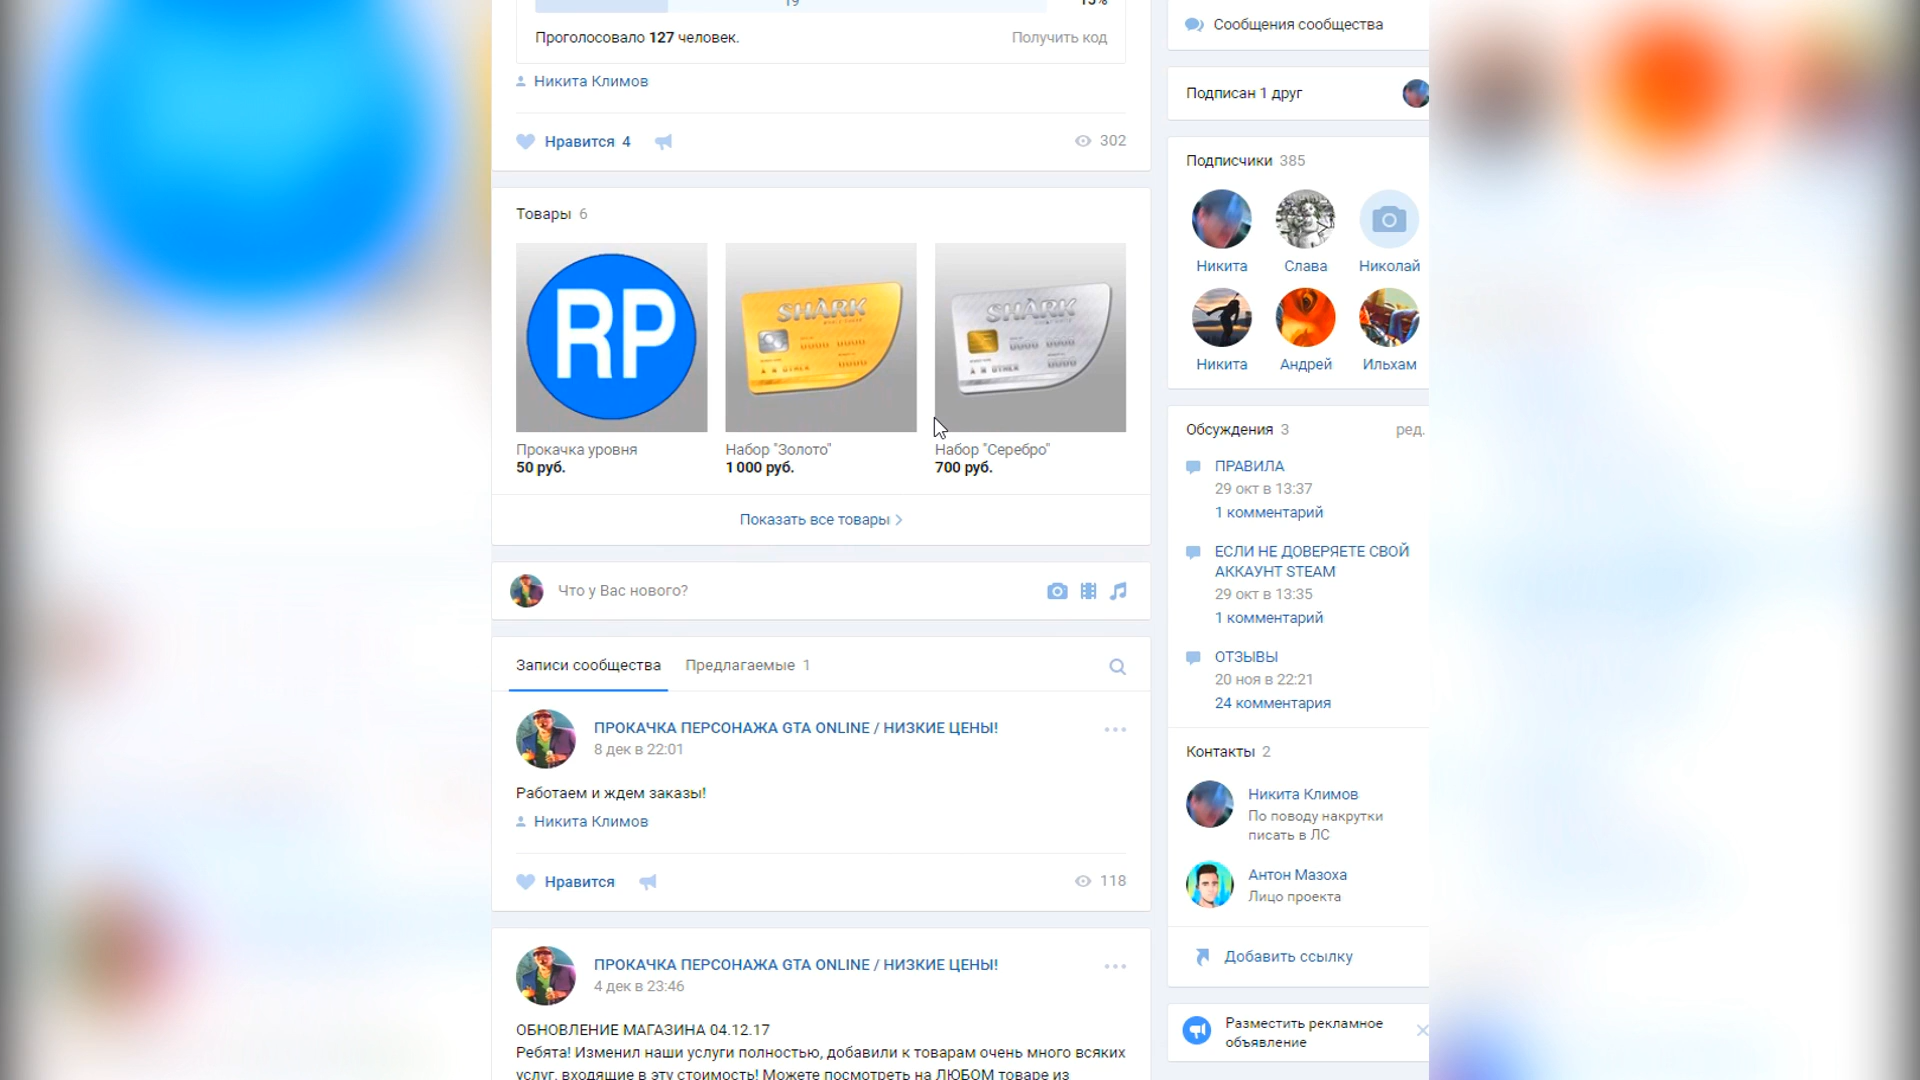 19
15%
Проголосовало 127 человек.
Получить код
Никита Климов
Нравится 4
302
Товары 6
RP
SHARK
SHARK
Прокачка уровня
50 руб.
Набор "Золото"
1 000 руб.
Набор "Серебро"
700 руб.
Показать все товары
Что у Вас нового?
Записи сообщества
Предлагаемые 1
ПРОКАЧКА ПЕРСОНАЖА GTA ONLINE / НИЗКИЕ ЦЕНЫ!
8 дек в 22:01
Работаем и ждем заказы!
Никита Климов
Нравится
118
ПРОКАЧКА ПЕРСОНАЖА GTA ONLINE / НИЗКИЕ ЦЕНЫ!
4 дек в 23:46
ОБНОВЛЕНИЕ МАГАЗИНА 04.12.17
Ребята! Изменил наши услуги полностью, добавили к товарам очень много всяких
услуг, входящие в эту стоимость! Можете посмотреть на ЛЮБОМ товаре из
Сообщения сообщества
Подписан 1 друг
Подписчики 385
Никита
Слава
Николай
Никита
Андрей
Ильхам
Обсуждения 3
ред.
ПРАВИЛА
29 окт в 13:37
1 комментарий
ЕСЛИ НЕ ДОВЕРЯЕТЕ СВОЙ
АККАУНТ STEAM
29 окт в 13:35
1 комментарий
ОТЗЫВЫ
20 ноя в 22:21
24 комментария
Контакты 2
Никита Климов
По поводу накрутки
писать в ЛС
Антон Мазоха
Лицо проекта
Добавить ссылку
Разместить рекламное
объявление